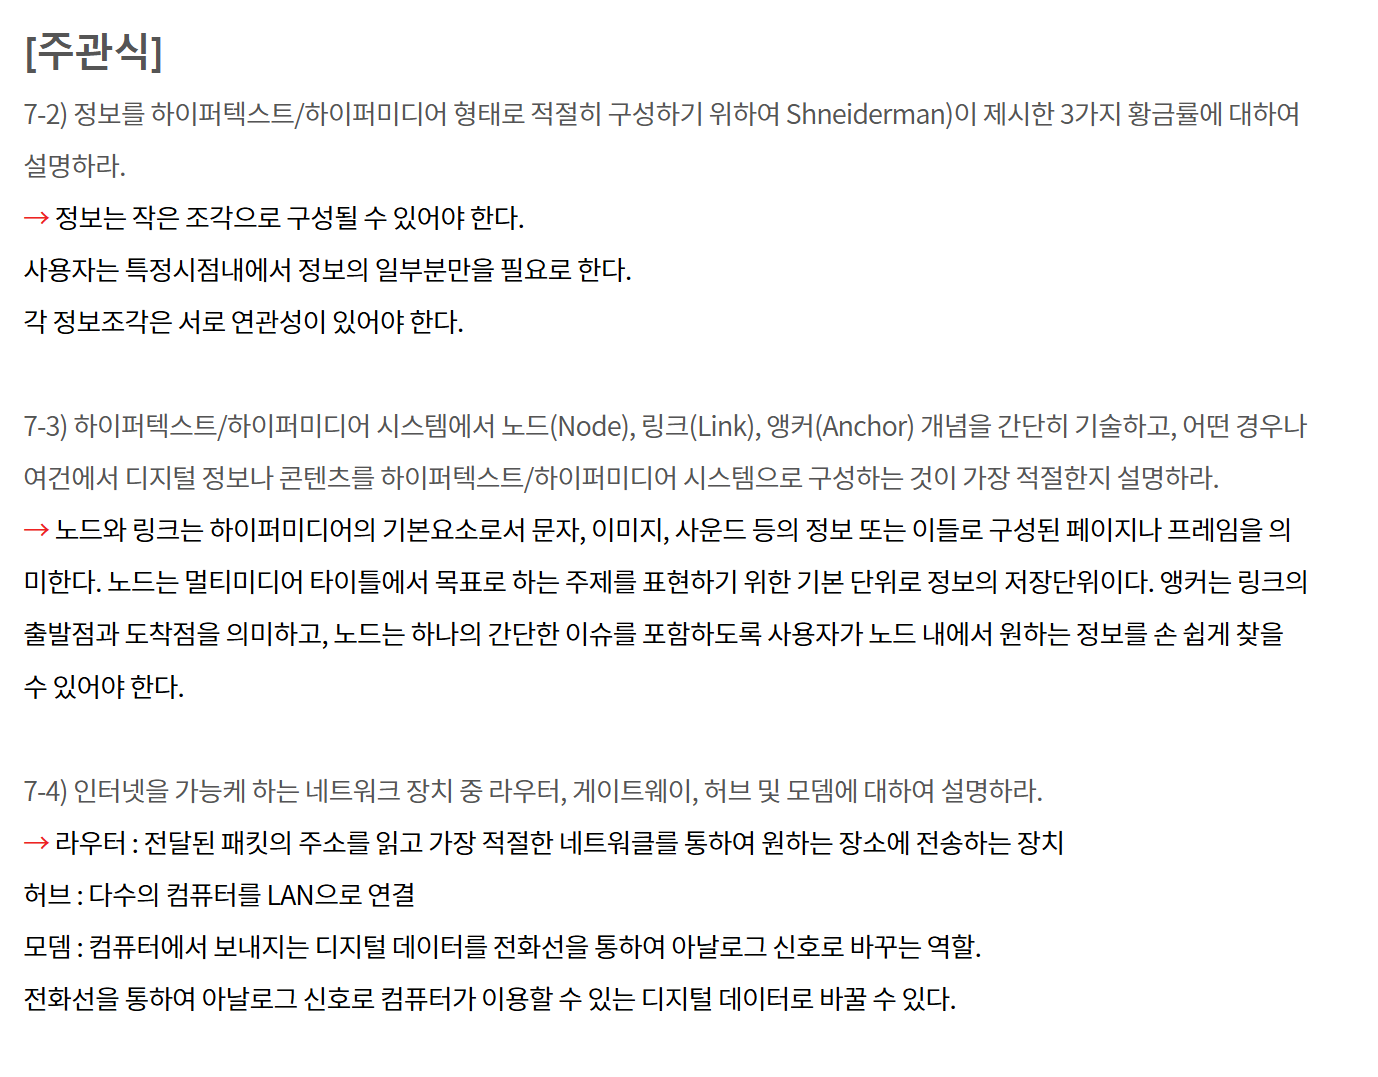 [주관식]
7-2) 정보를 하이퍼텍스트/하이퍼미디어 형태로 적절히 구성하기 위하여 Shneiderman)이 제시한 3가지 황금률에 대하여
설명하라.
→ 정보는 작은 조각으로 구성될 수 있어야 한다.
사용자는 특정시점내에서 정보의 일부분만을 필요로 한다.
각 정보조각은 서로 연관성이 있어야 한다.
7-3) 하이퍼텍스트/하이퍼미디어 시스템에서 노드(Node), 링크(Link), 앵커(Anchor) 개념을 간단히 기술하고, 어떤 경우나
여건에서 디지털 정보나 콘텐츠를 하이퍼텍스트/하이퍼미디어 시스템으로 구성하는 것이 가장 적절한지 설명하라.
→ 노드와 링크는 하이퍼미디어의 기본요소로서 문자, 이미지, 사운드 등의 정보 또는 이들로 구성된 페이지나 프레임을 의
미한다. 노드는 멀티미디어 타이틀에서 목표로 하는 주제를 표현하기 위한 기본 단위로 정보의 저장단위이다. 앵커는 링크의
출발점과 도착점을 의미하고, 노드는 하나의 간단한 이슈를 포함하도록 사용자가 노드 내에서 원하는 정보를 손 쉽게 찾을
수 있어야 한다.
7-4) 인터넷을 가능케 하는 네트워크 장치 중 라우터, 게이트웨이, 허브 및 모뎀에 대하여 설명하라.
→ 라우터 : 전달된 패킷의 주소를 읽고 가장 적절한 네트워클를 통하여 원하는 장소에 전송하는 장치
허브 : 다수의 컴퓨터를 LAN으로 연결
모뎀 : 컴퓨터에서 보내지는 디지털 데이터를 전화선을 통하여 아날로그 신호로 바꾸는 역할.
전화선을 통하여 아날로그 신호로 컴퓨터가 이용할 수 있는 디지털 데이터로 바꿀 수 있다.